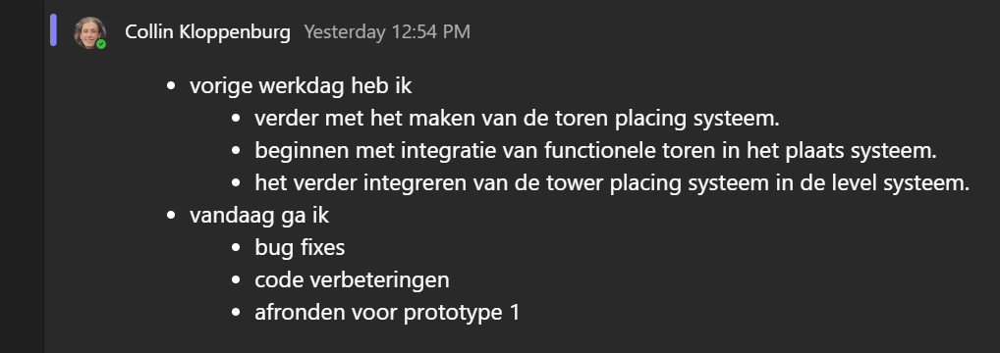 Collin Kloppenburg Yesterday 12:54 PM
• vorige werkdag heb ik
• verder met het maken van de toren placing systeem.
• beginnen met integratie van functionele toren in het plaats systeem.
• het verder integreren van de tower placing systeem in de level systeem.
• vandaag ga ik
• bug fixes
• code verbeteringen
• afronden voor prototype 1